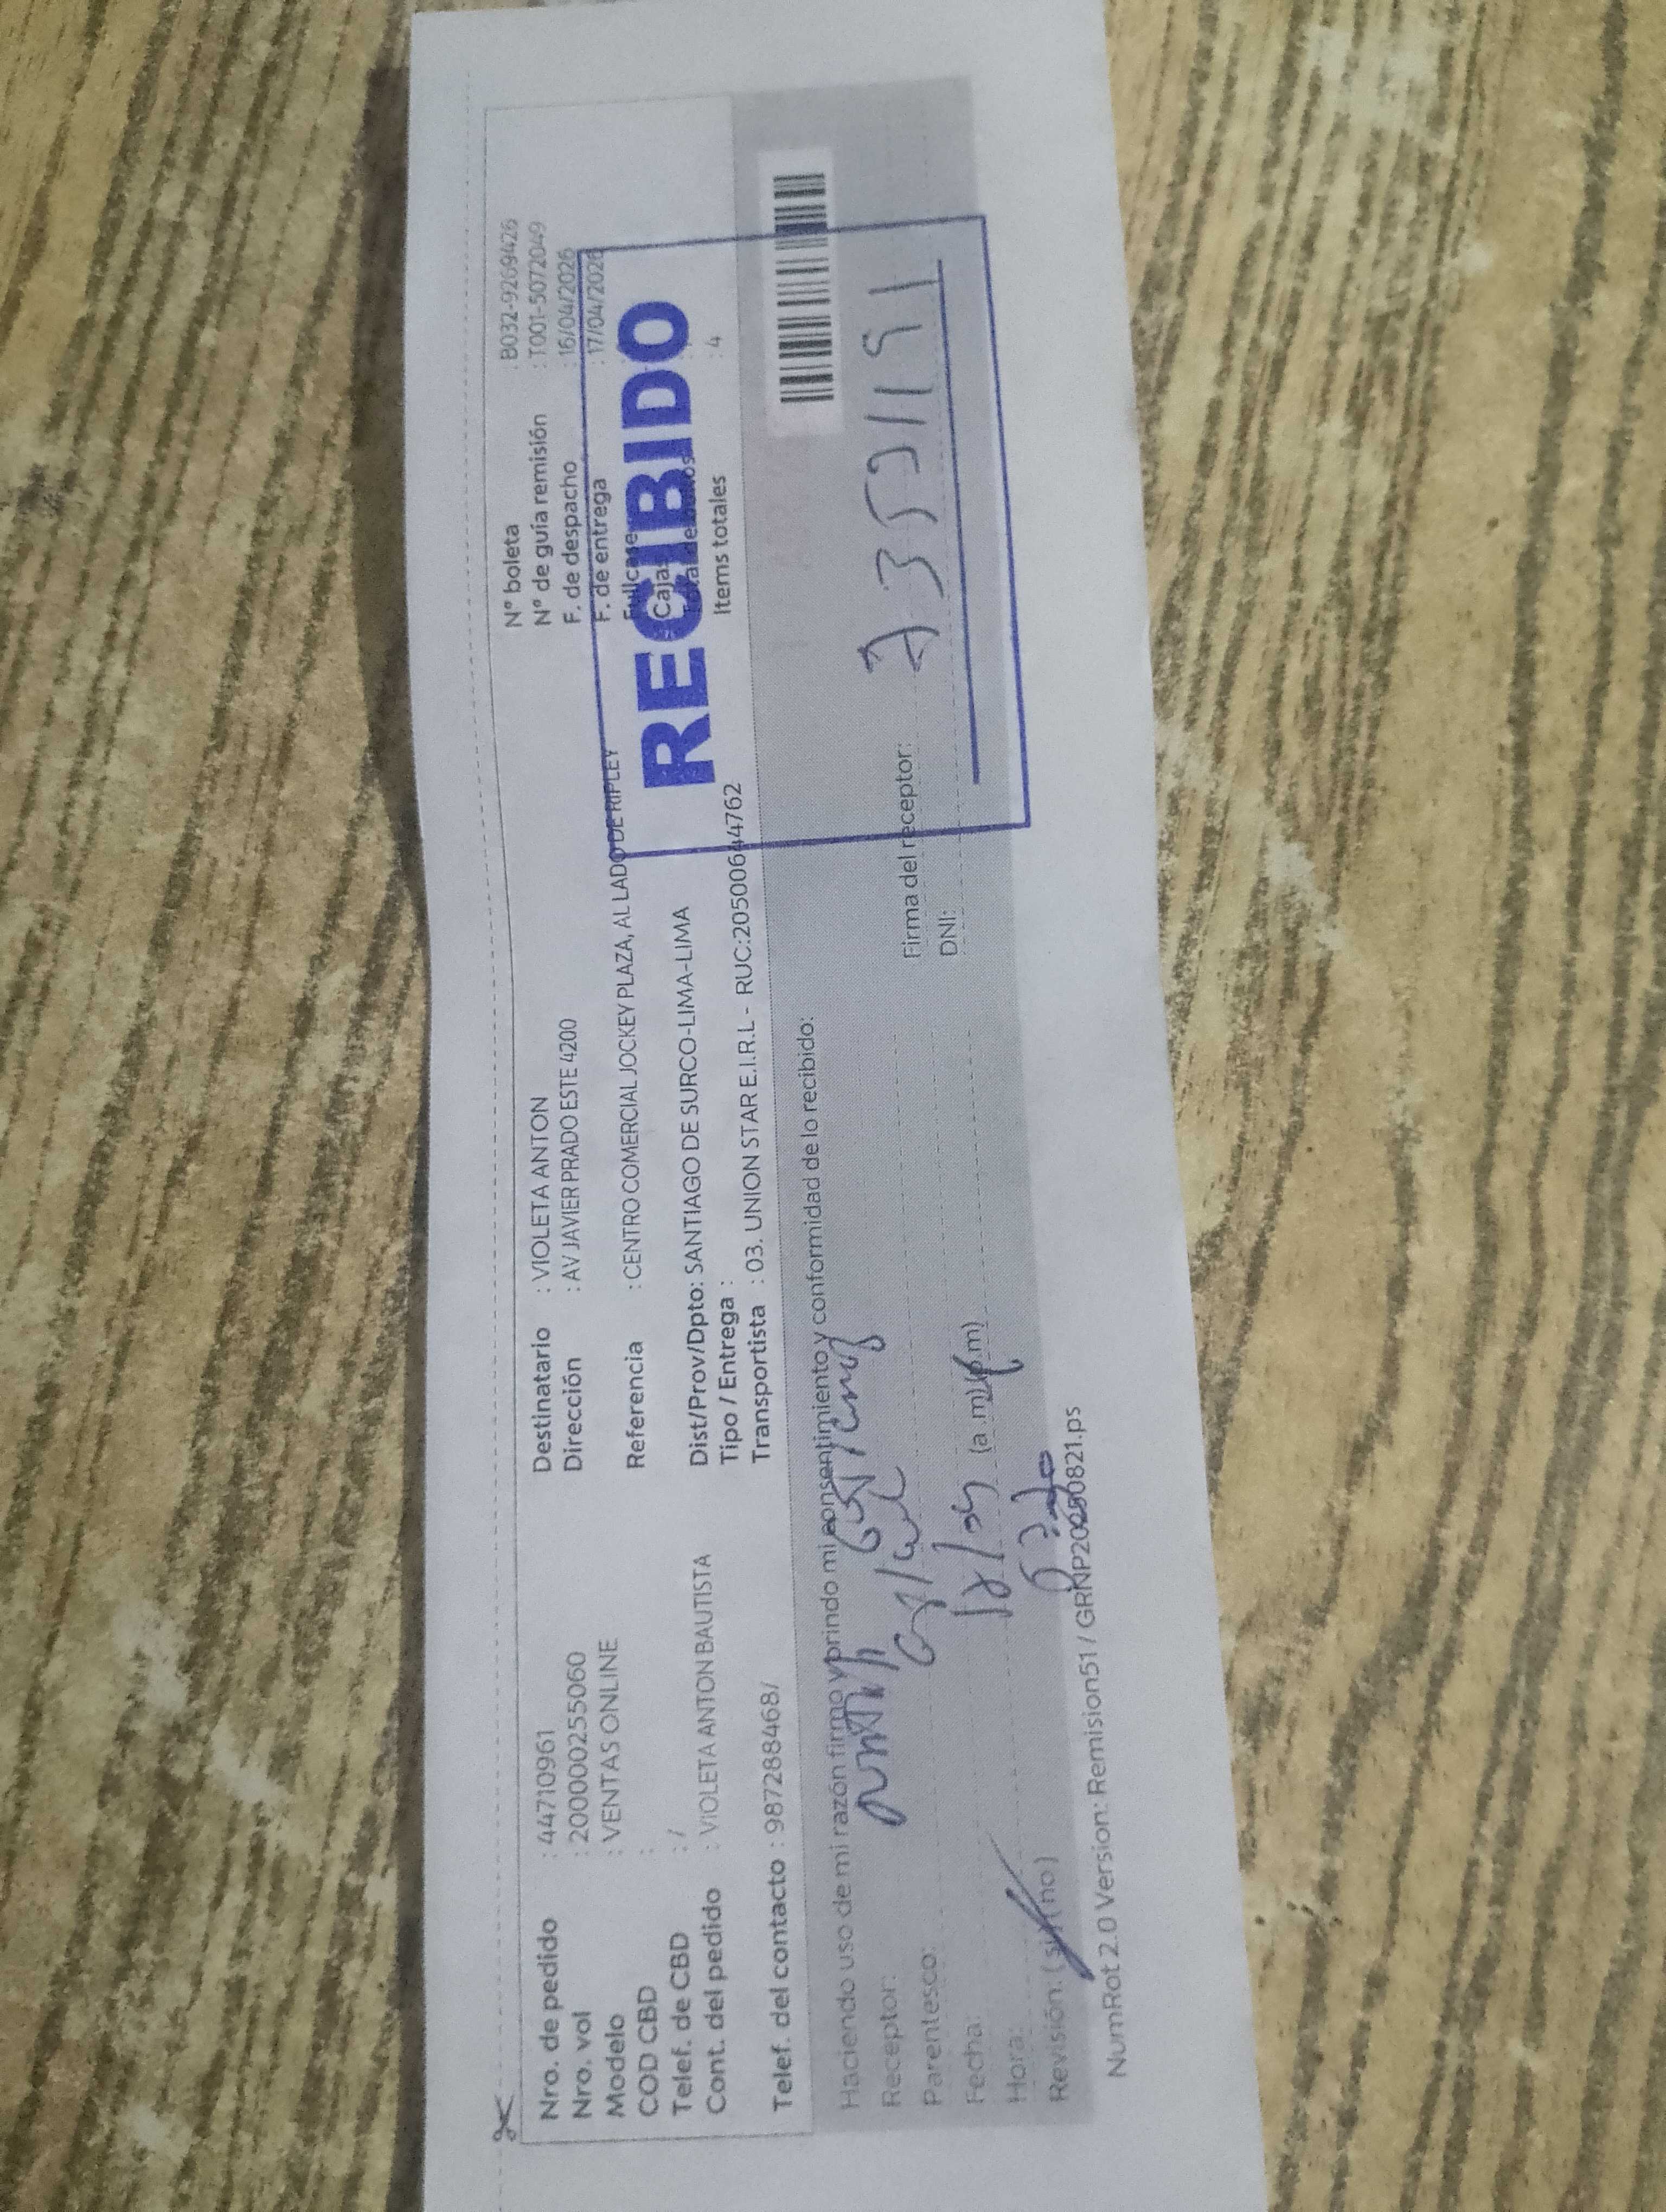 Nro. de pedido : 44710961
Nro. vol : 2000002550​60
Modelo : VENTAS ONLINE
COD CBD :
Telef. de CBD : /
Cont. del pedido : VIOLETA ANTON BAUTISTA
Telef. del contacto : 987288468/
Destinatario : VIOLETA ANTON
Dirección : AV JAVIER PRADO ESTE 4200
Referencia : CENTRO COMERCIAL JOCKEY PLAZA, AL LADO DE RIPLEY
Dist/Prov/Dpto: SANTIAGO DE SURCO-LIMA-LIMA
Tipo / Entrega :
Transportista : 03. UNION STAR E.I.R.L - RUC:20500644762
N° boleta : B032-9269426
N° de guía remisión : T001-5072049
F. de despacho : 16/04/2026
F. de entrega : 17/04/2026
Fullcase
Cajas
Items totales : 4
RECIBIDO
Haciendo uso de mi razón firmo y brindo mi consentimiento y conformidad de lo recibido:
Receptor:
Parentesco:
Fecha:
Hora: (a .m) (p.m)
Revisión: ( si ) ( no )
Firma del receptor:
DNI:
NumRot 2.0 Version: Remision51 / GRNP200500821.ps